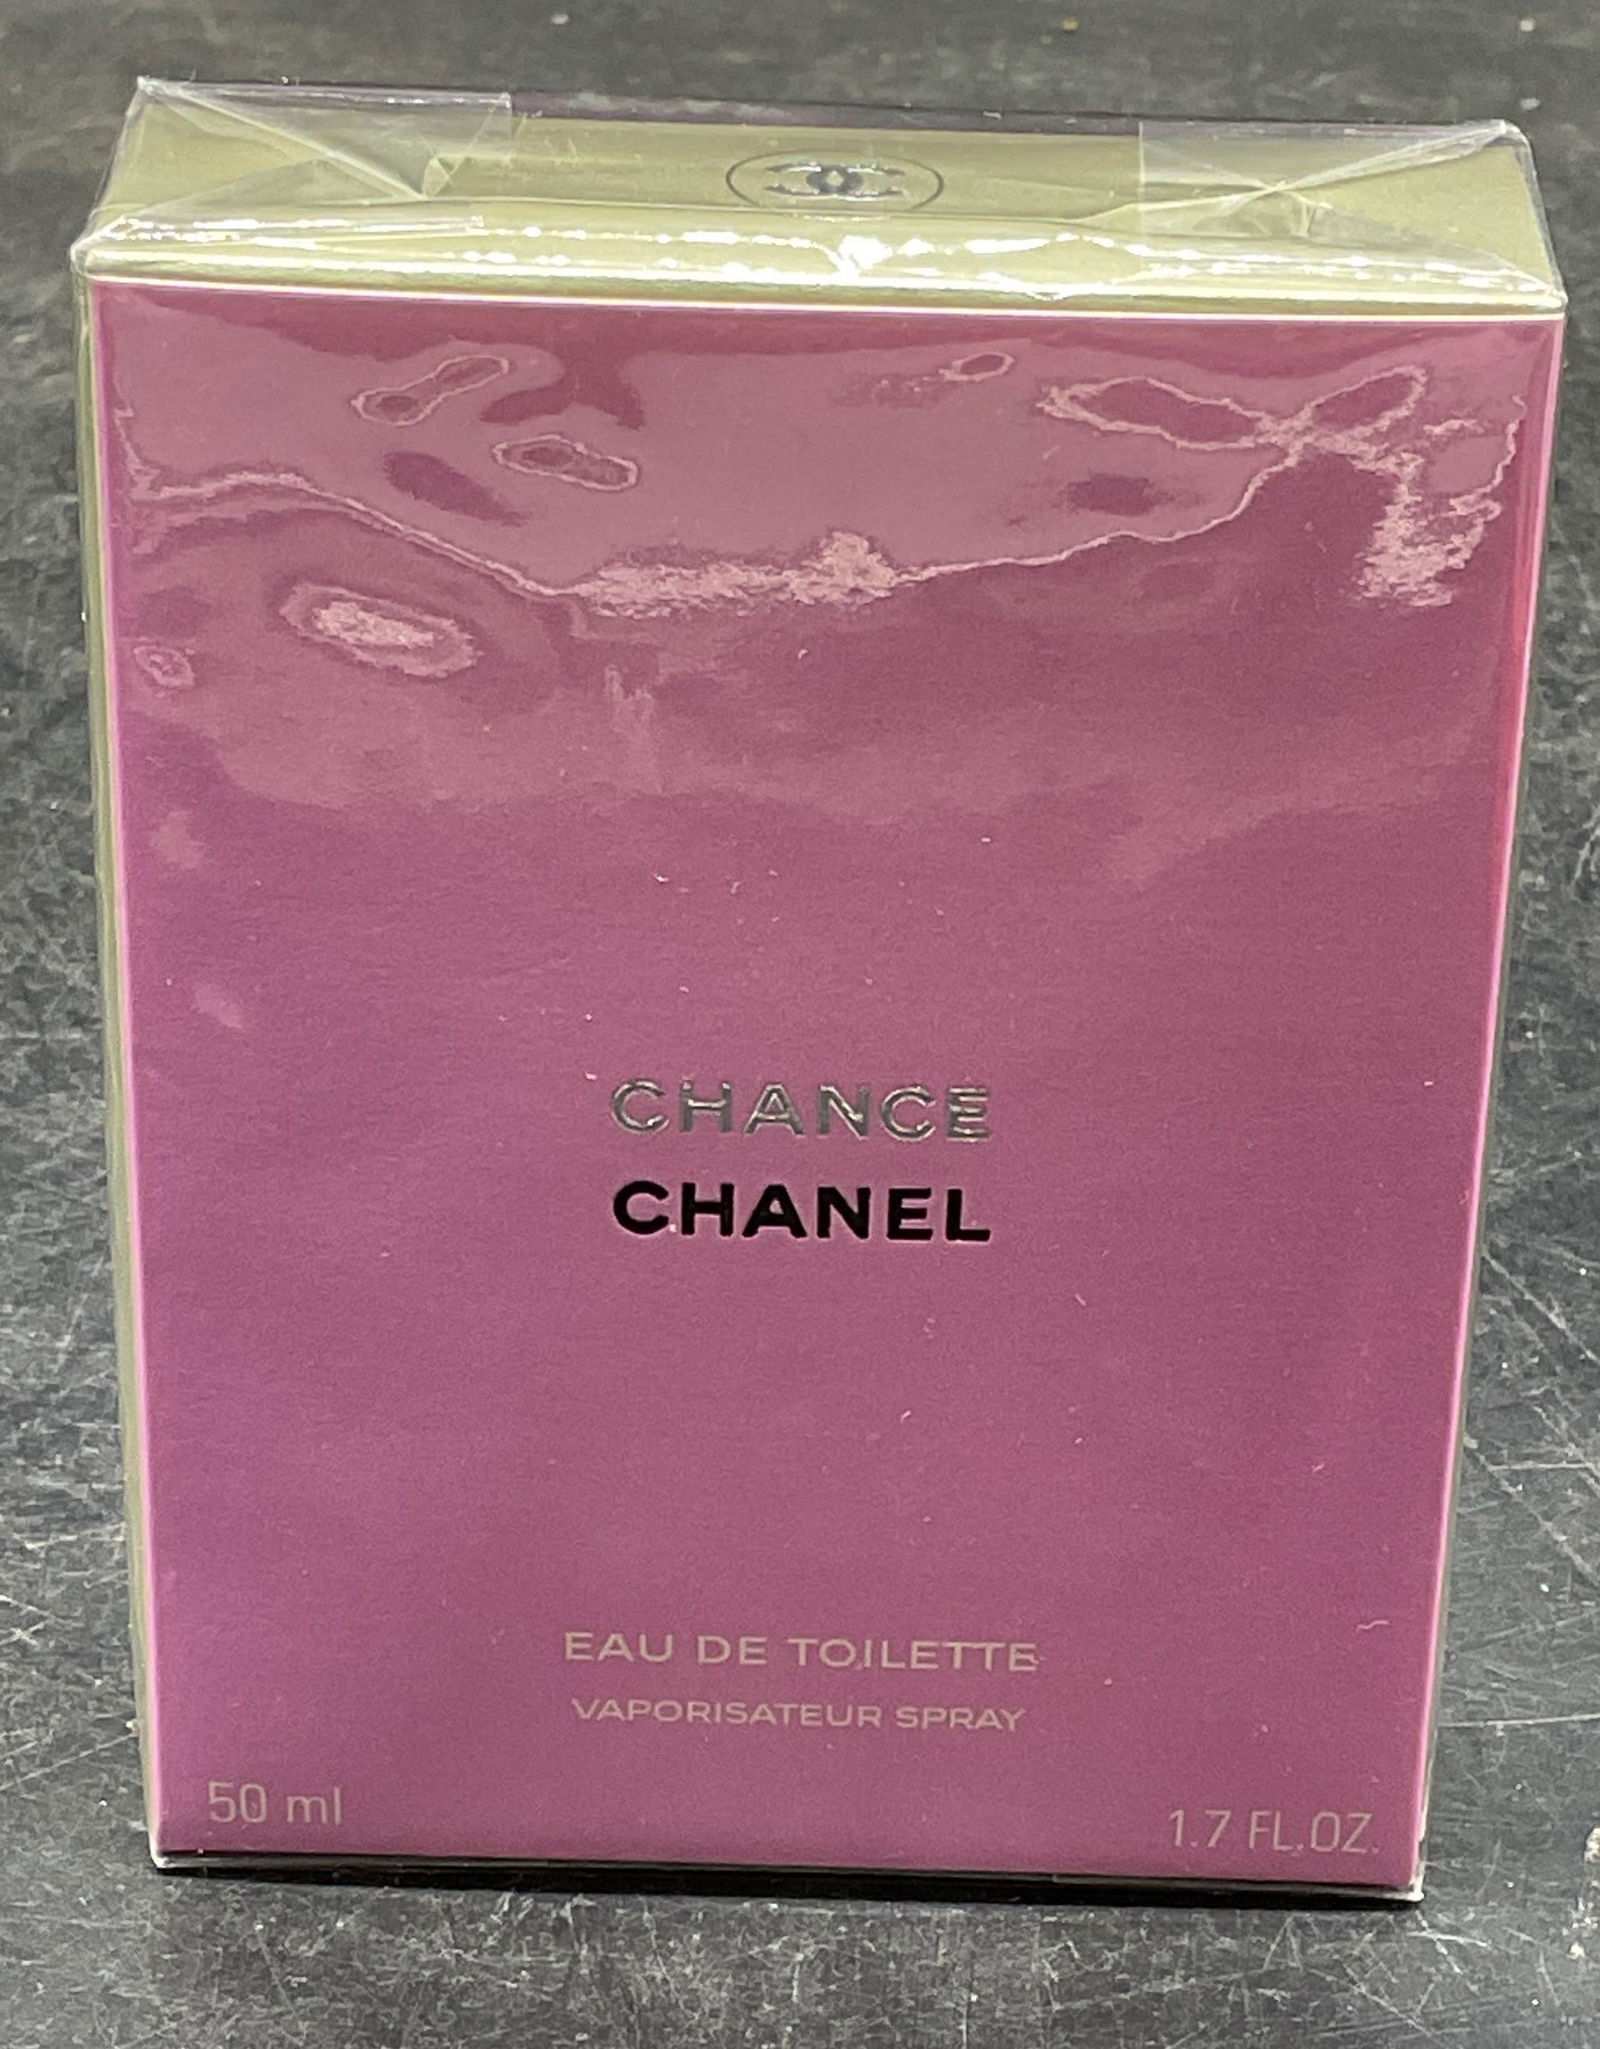 CHANCE
CHANEL
EAU DE TOILETTE
VAPORISATEUR SPRAY
50 ml
1.7 FL.OZ.